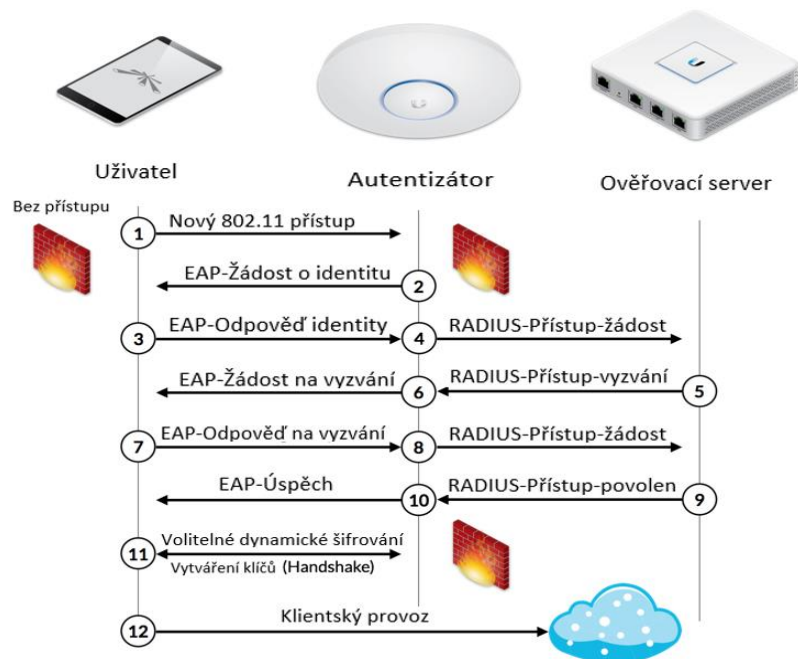 Uživatel
Autentizátor
Ověřovací server
Bez přístupu
1
Nový 802.11 přístup
EAP-Žádost o identitu
2
3
EAP-Odpověď identity
4
RADIUS-Přístup-žádost
EAP-Žádost na vyzvání
6
RADIUS-Přístup-vyzvání
5
7
EAP-Odpověď na vyzvání
8
RADIUS-Přístup-žádost
EAP-Úspěch
10
RADIUS-Přístup-povolen
9
11
Volitelné dynamické šifrování
Vytváření klíčů (Handshake)
12
Klientský provoz